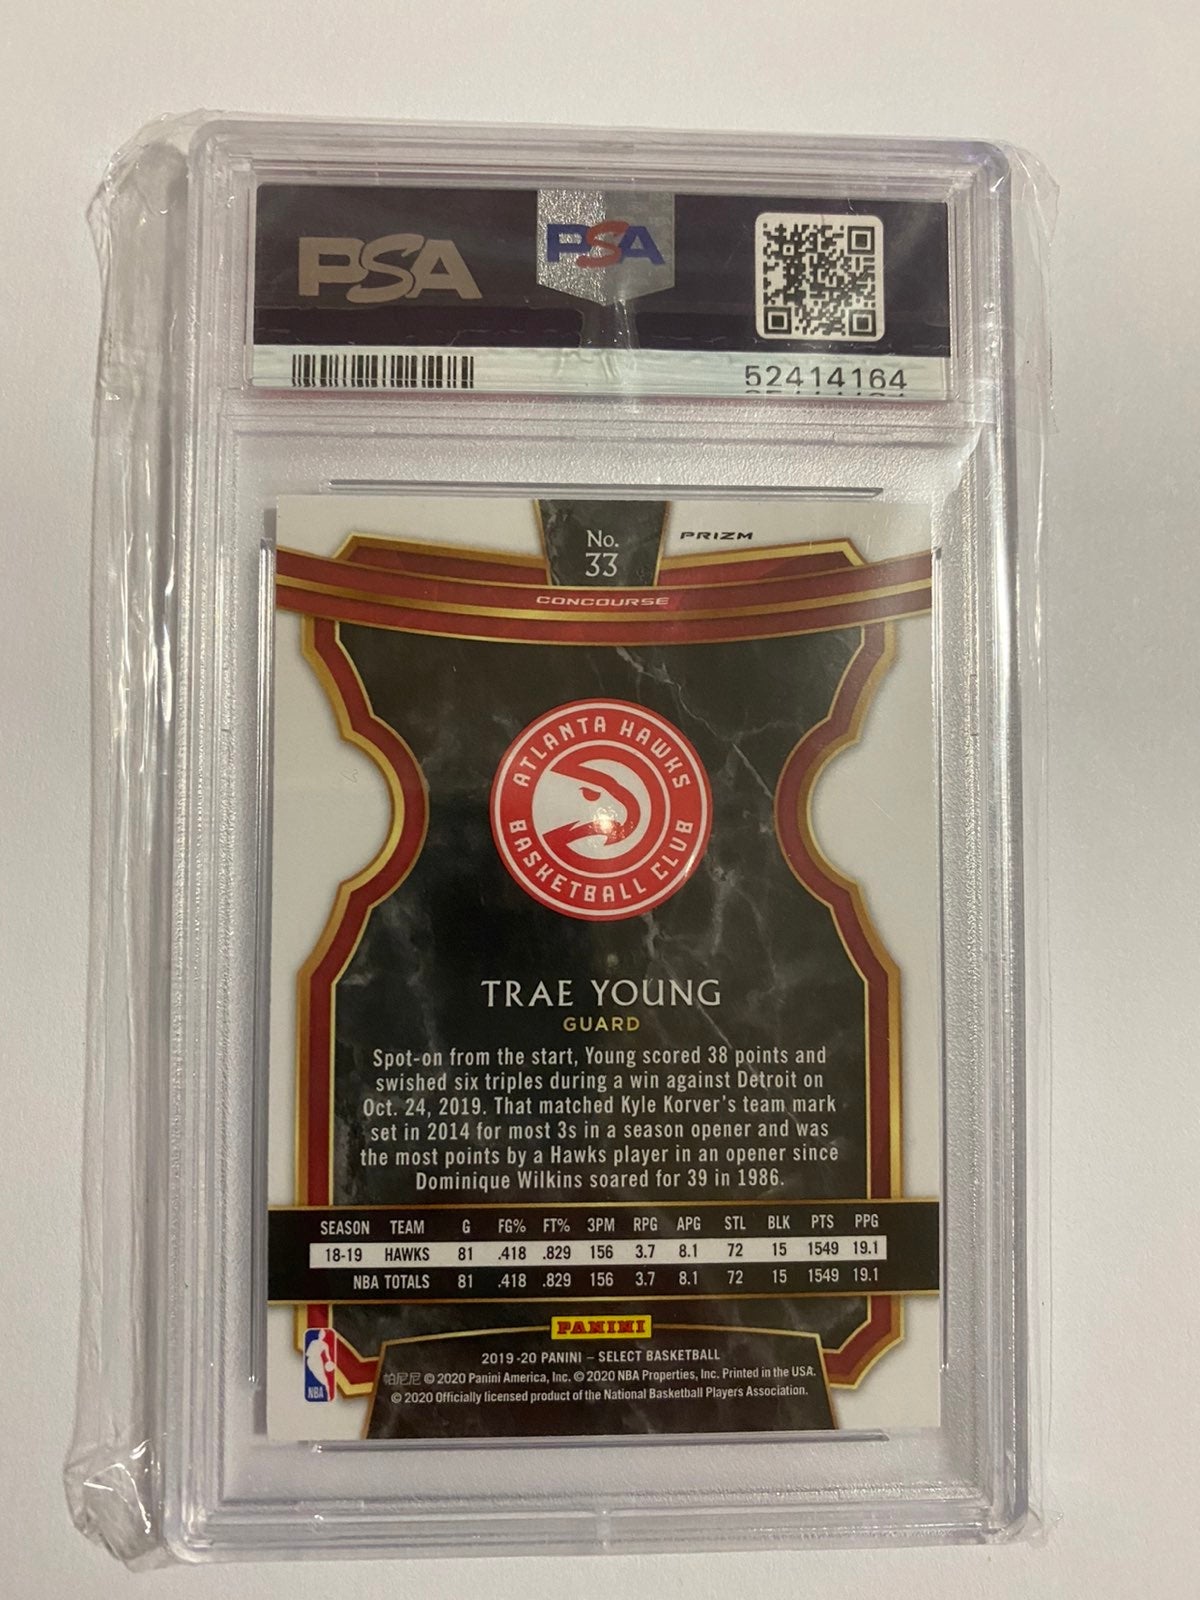 PSA
PSA
52414164
No.
33
PRIZM
CONCOURSE
ATLANTA HAWKS
BASKETBALL CLUB
TRAE YOUNG
GUARD
Spot-on from the start, Young scored 38 points and
swished six triples during a win against Detroit on
Oct. 24, 2019. That matched Kyle Korver's team mark
set in 2014 for most 3s in a season opener and was
the most points by a Hawks player in an opener since
Dominique Wilkins soared for 39 in 1986.
SEASON TEAM G FG% FT% 3PM RPG APG STL BLK PTS PPG
18-19 HAWKS 81 .418 .829 156 3.7 8.1 72 15 1549 19.1
NBA TOTALS 81 .418 .829 156 3.7 8.1 72 15 1549 19.1
PANINI
NBA
2019-20 PANINI – SELECT BASKETBALL
帕尼尼 © 2020 Panini America, Inc. © 2020 NBA Properties, Inc. Printed in the USA.
© 2020 Officially licensed product of the National Basketball Players Association.